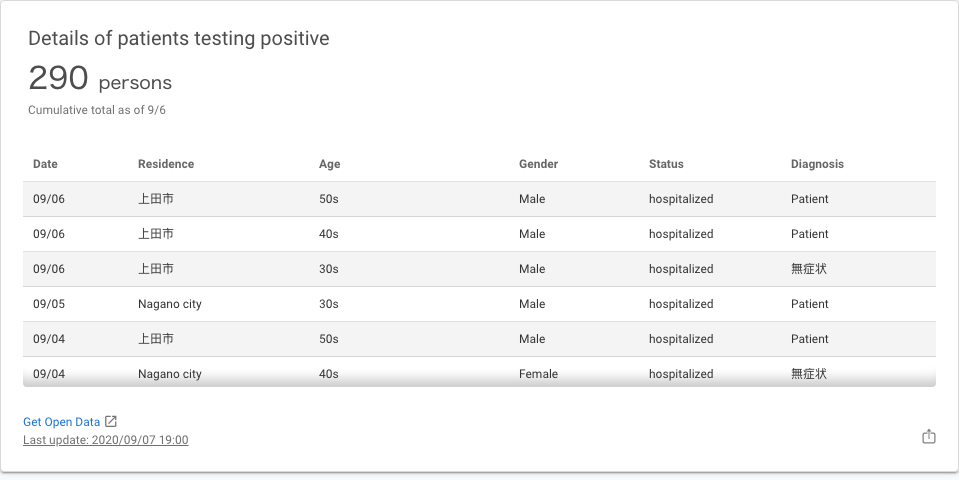 Details of patients testing positive
290 persons
Cumulative total as of 9/6
Date Residence Age Gender Status Diagnosis
09/06 上田市 50s Male hospitalized Patient
09/06 上田市 40s Male hospitalized Patient
09/06 上田市 30s Male hospitalized 無症状
09/05 Nagano city 30s Male hospitalized Patient
09/04 上田市 50s Male hospitalized Patient
09/04 Nagano city 40s Female hospitalized 無症状
Get Open Data
Last update: 2020/09/07 19:00